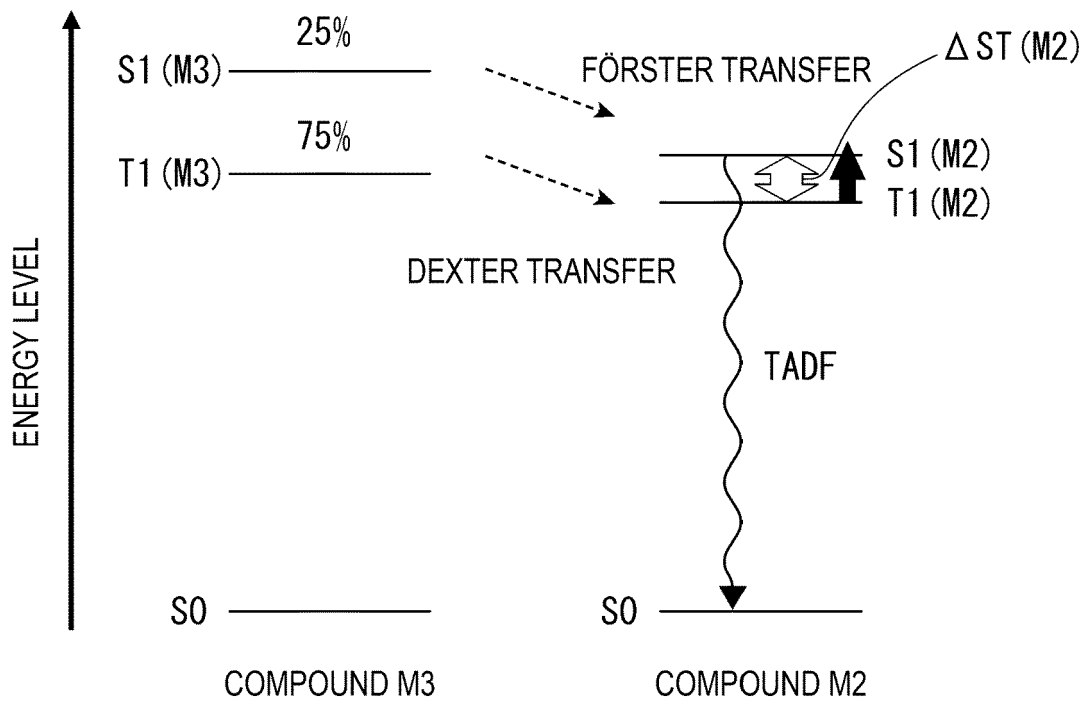 25%
ΔST(M2)
S1(M3)
FÖRSTER TRANSFER
75%
S1(M2)
T1(M3)
T1(M2)
DEXTER TRANSFER
ENERGY LEVEL
TADF
S0
S0
COMPOUND M3
COMPOUND M2